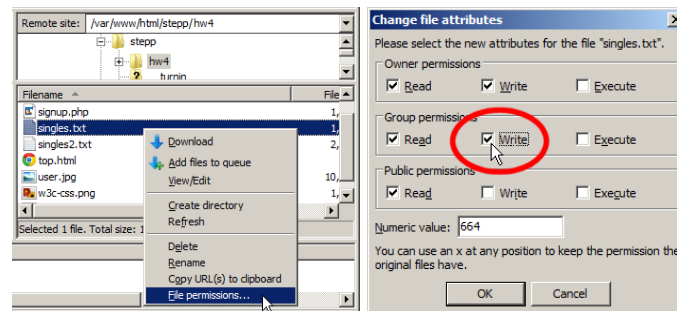 Remote site: /var/www/html/stepp/hw4
stepp
hw4
turnin
Filename File
signup.php 1,
singles.txt 1,
singles2.txt 2,
top.html
user.jpg 10,
w3c-css.png 1,
Selected 1 file. Total size: 1
Download
Add files to queue
View/Edit
Create directory
Refresh
Delete
Rename
Copy URL(s) to clipboard
File permissions...
Change file attributes
Please select the new attributes for the file "singles.txt".
Owner permissions
Read Write Execute
Group permissions
Read Write Execute
Public permissions
Read Write Execute
Numeric value: 664
You can use an x at any position to keep the permission the
original files have.
OK Cancel